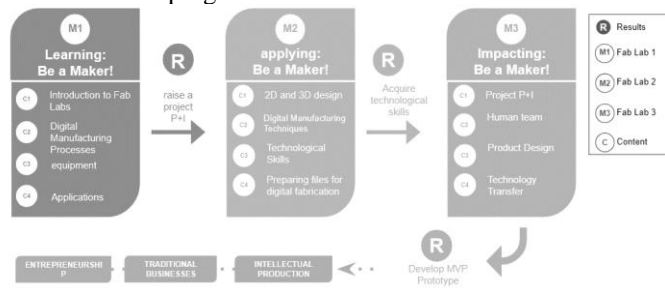 M1
Learning:
Be a Maker!
C1 Introduction to Fab
Labs
C2 Digital
Manufacturing
Processes
C3 equipment
C4 Applications
R
raise a
project
P+I
M2
applying:
Be a Maker!
C1 2D and 3D design
C2 Digital Manufacturing
Techniques
C3 Technological
Skills
C4 Preparing files for
digital fabrication
R
Acquire
technological
skills
M3
Impacting:
Be a Maker!
C1 Project P+I
C2 Human team
C3 Product Design
C4 Technology
Transfer
R Results
M1 Fab Lab 1
M2 Fab Lab 2
M3 Fab Lab 3
C Content
R
Develop MVP
Prototype
INTELLECTUAL
PRODUCTION
TRADITIONAL
BUSINESSES
ENTREPRENEURSHI
P